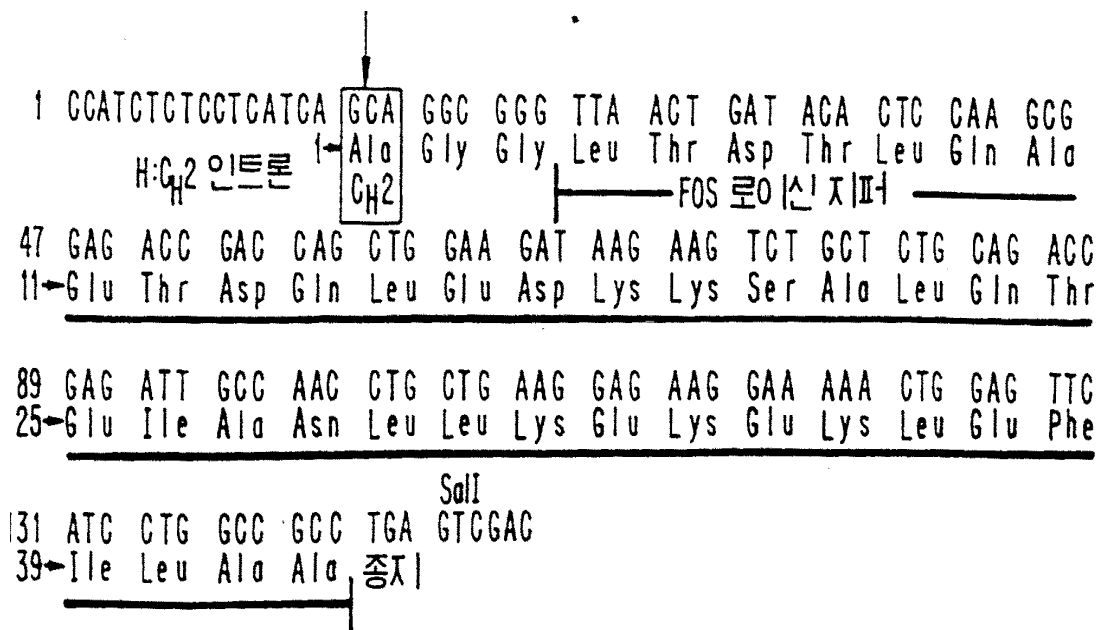 1 CCATCTCTCCTCATCA GCA GGC GGG TTA ACT GAT ACA CTC CAA GCG
1→Ala Gly Gly Leu Thr Asp Thr Leu Gln Ala
H:CH2 인트론 CH2 FOS 로이신 지퍼
47 GAG ACC GAC CAG CTG GAA GAT AAG AAG TCT GCT CTG CAG ACC
11→Glu Thr Asp Gln Leu Glu Asp Lys Lys Ser Ala Leu Gln Thr
89 GAG ATT GCC AAC CTG CTG AAG GAG AAG GAA AAA CTG GAG TTC
25→Glu Ile Ala Asn Leu Leu Lys Glu Lys Glu Lys Leu Glu Phe
SalI
131 ATC CTG GCC GCC TGA GTCGAC
39→Ile Leu Ala Ala 종지